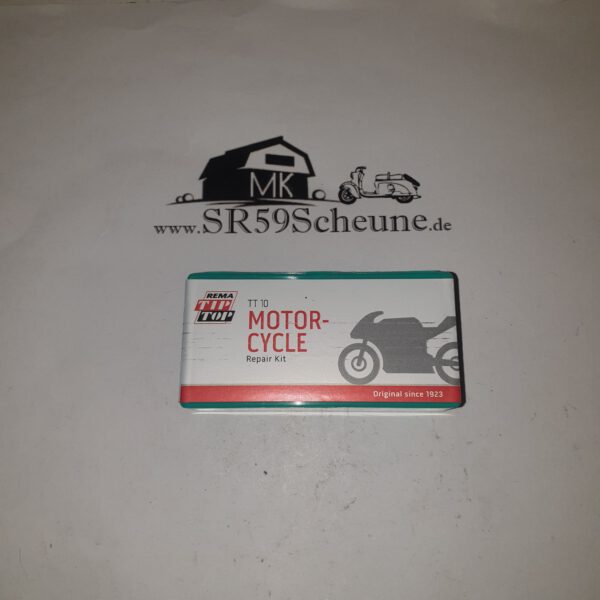 MK
www.SR59Scheune.de
REMA
TIP
TOP
TT 10
MOTOR-
CYCLE
Repair Kit
Original since 1923